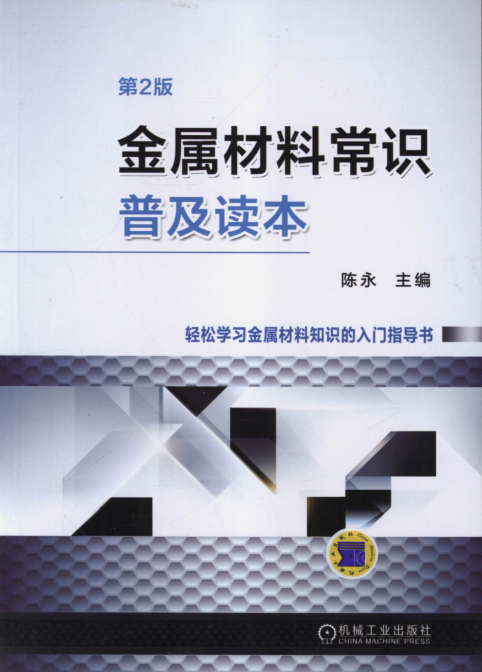 第2版
金属材料常识
普及读本
陈永 主编
轻松学习金属材料知识的入门指导书
机械工业出版社
CHINA MACHINE PRESS